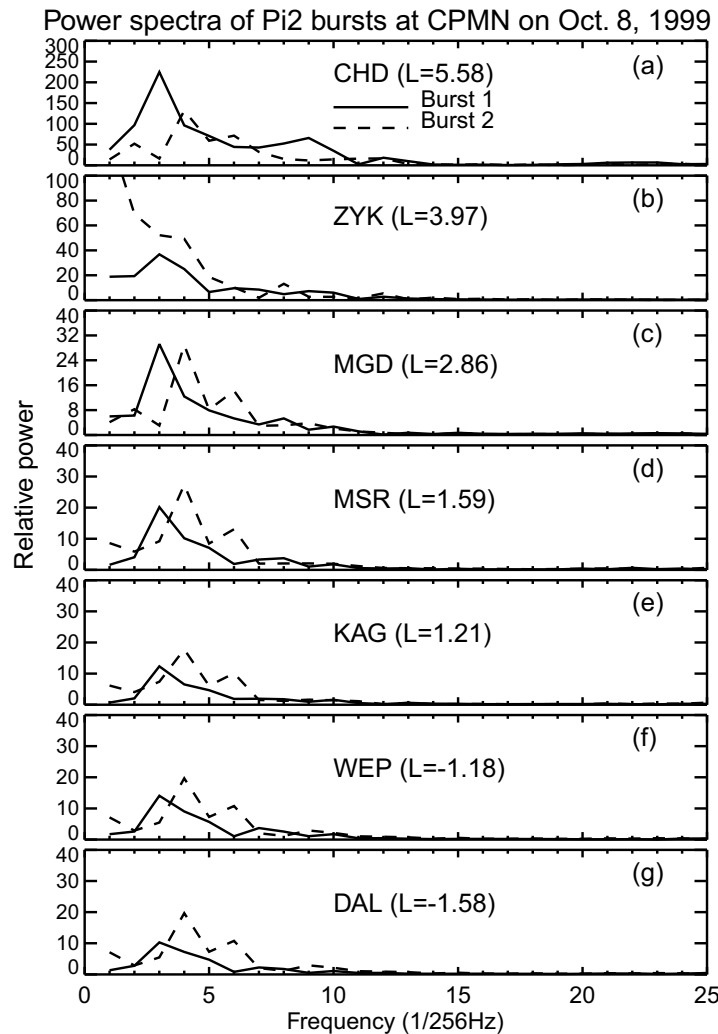 Power spectra of Pi2 bursts at CPMN on Oct. 8, 1999
300
250
200
150
100
50
0
CHD (L=5.58)
Burst 1
Burst 2
(a)
100
80
60
40
20
0
ZYK (L=3.97)
(b)
40
32
24
16
8
0
MGD (L=2.86)
(c)
40
30
20
10
0
MSR (L=1.59)
(d)
40
30
20
10
0
KAG (L=1.21)
(e)
40
30
20
10
0
WEP (L=-1.18)
(f)
40
30
20
10
0
DAL (L=-1.58)
(g)
Relative power
0 5 10 15 20 25
Frequency (1/256Hz)